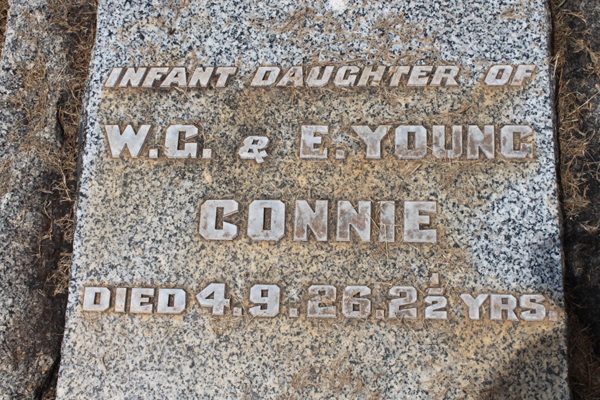 INFANT DAUGHTER OF
W.G. & E. YOUNG
CONNIE
DIED 4.9.26. 2½ YRS.